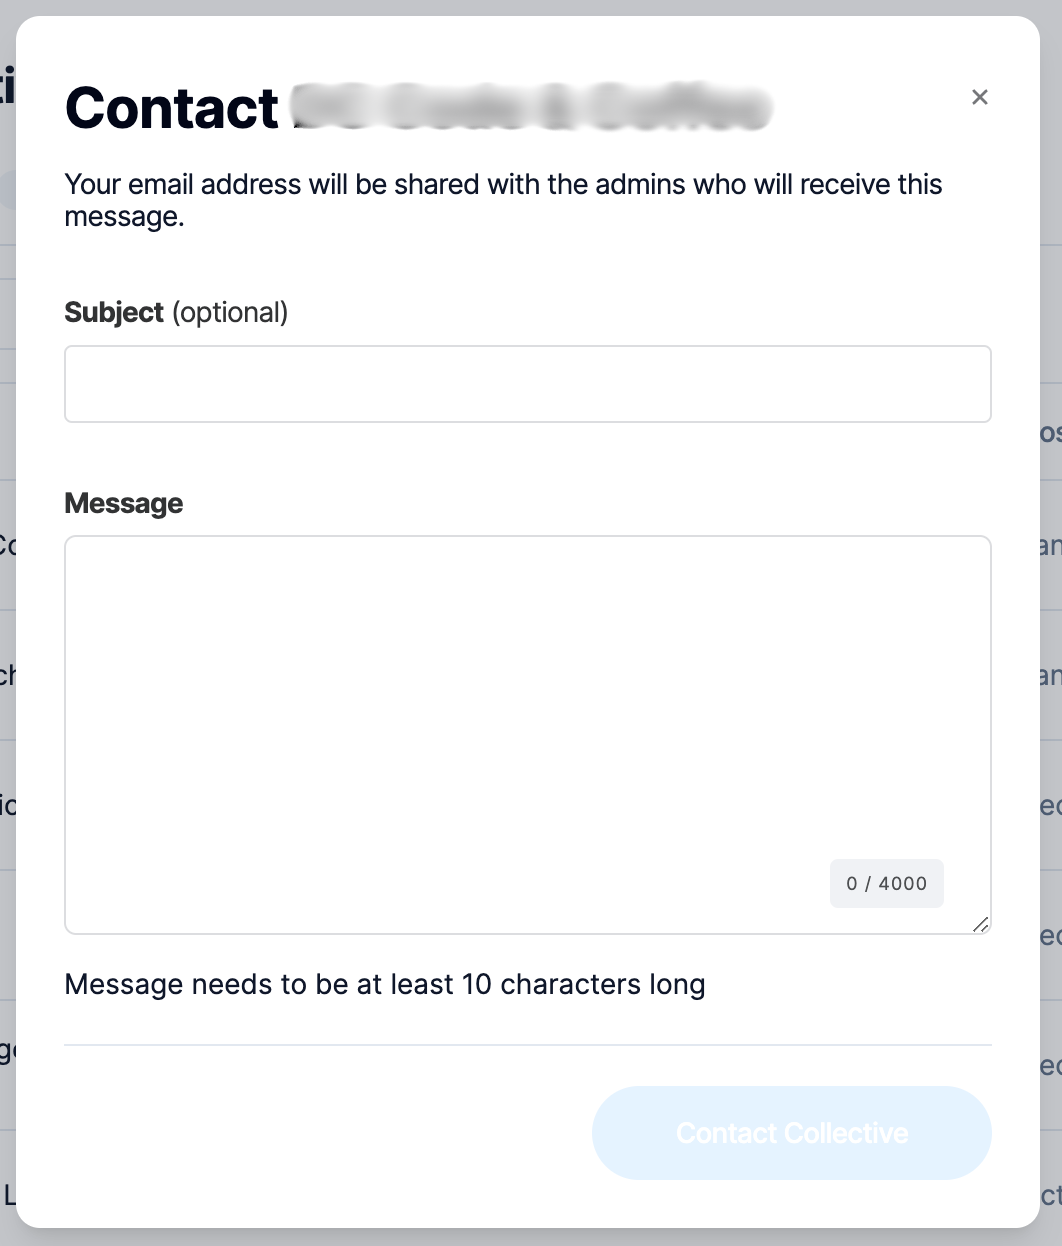 Contact
Your email address will be shared with the admins who will receive this
message.
Subject (optional)
Message
0 / 4000
Message needs to be at least 10 characters long
Contact Collective